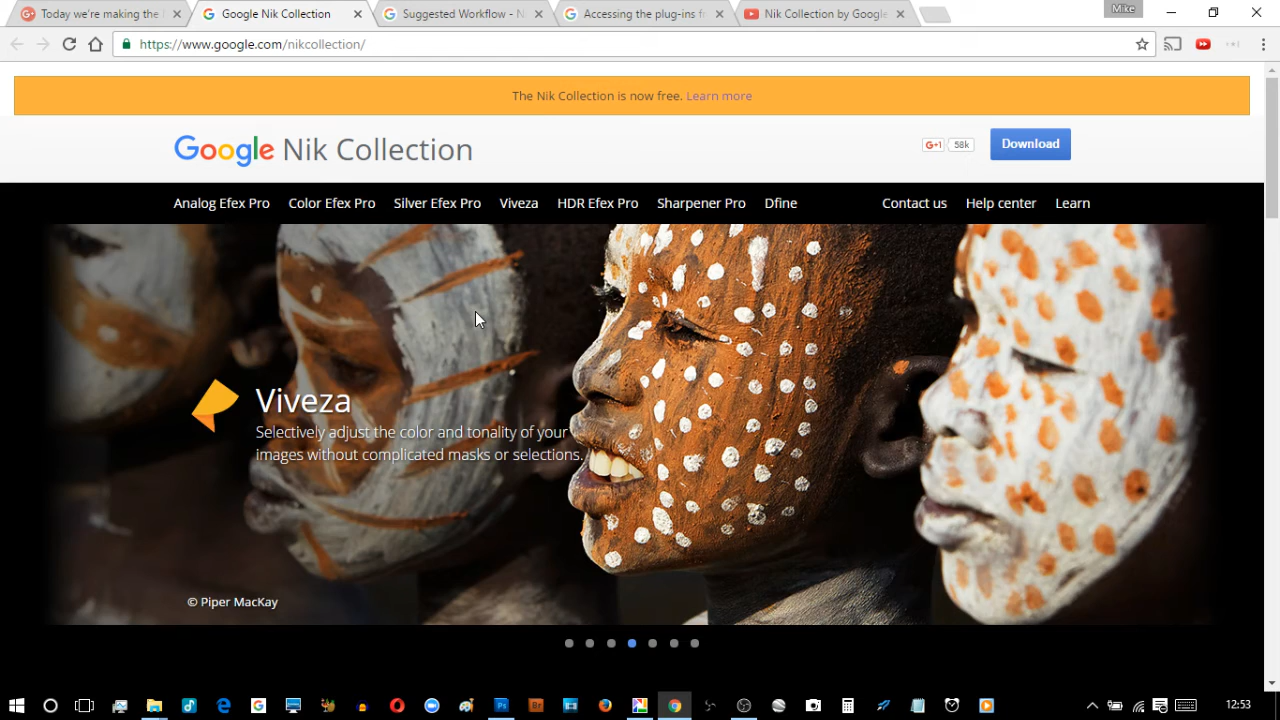 Today we're making the
Google Nik Collection
Suggested Workflow - N
Accessing the plug-ins f
Nik Collection by Google
Mike
https://www.google.com/nikcollection/
The Nik Collection is now free. Learn more
Google Nik Collection
G+1 58k
Download
Analog Efex Pro Color Efex Pro Silver Efex Pro Viveza HDR Efex Pro Sharpener Pro Dfine Contact us Help center Learn
Viveza
Selectively adjust the color and tonality of your
images without complicated masks or selections.
© Piper MacKay
12:53